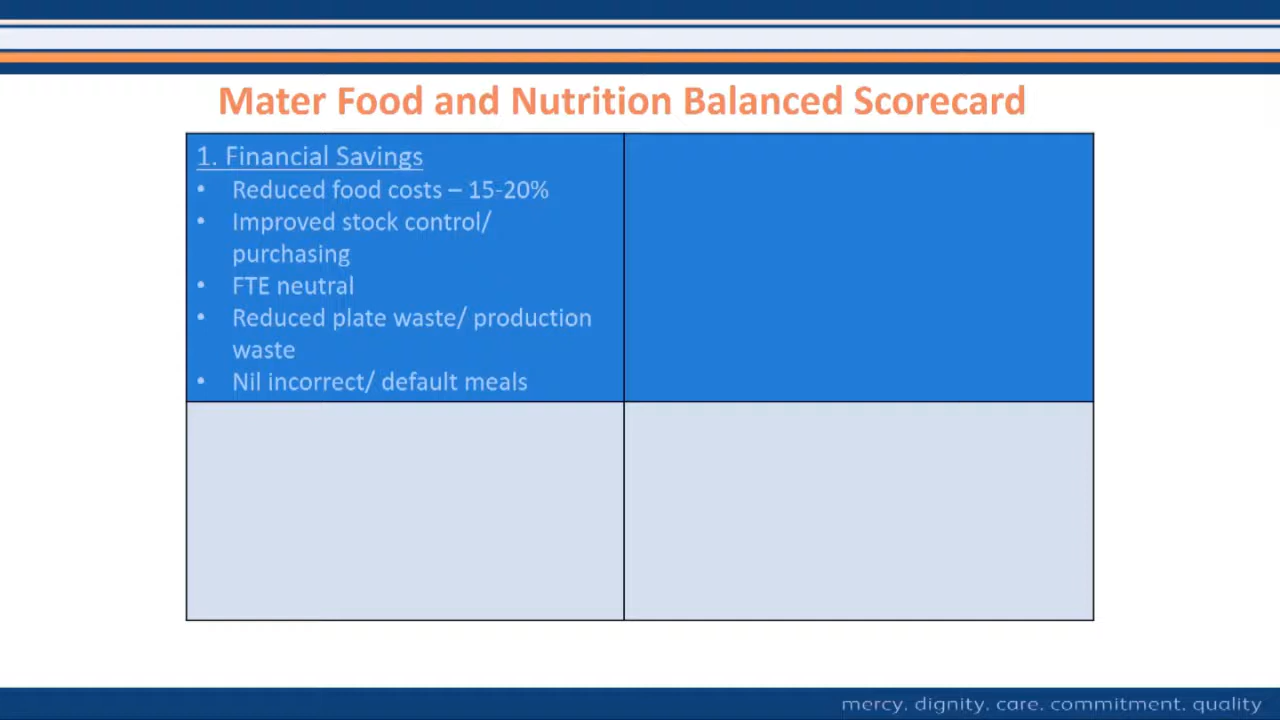 Mater Food and Nutrition Balanced Scorecard
1. Financial Savings
• Reduced food costs – 15-20%
• Improved stock control/
purchasing
• FTE neutral
• Reduced plate waste/ production
waste
• Nil incorrect/ default meals
mercy. dignity. care. commitment. quality